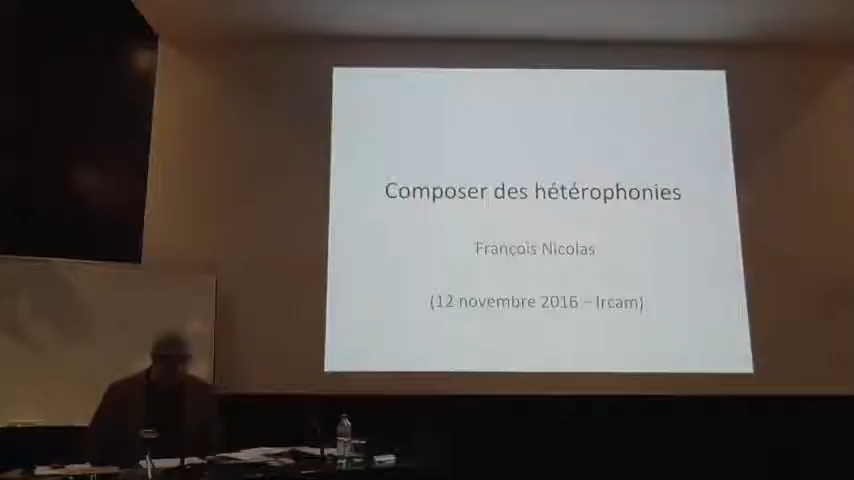 Composer des hétérophonies
François Nicolas
(12 novembre 2016 – Ircam)